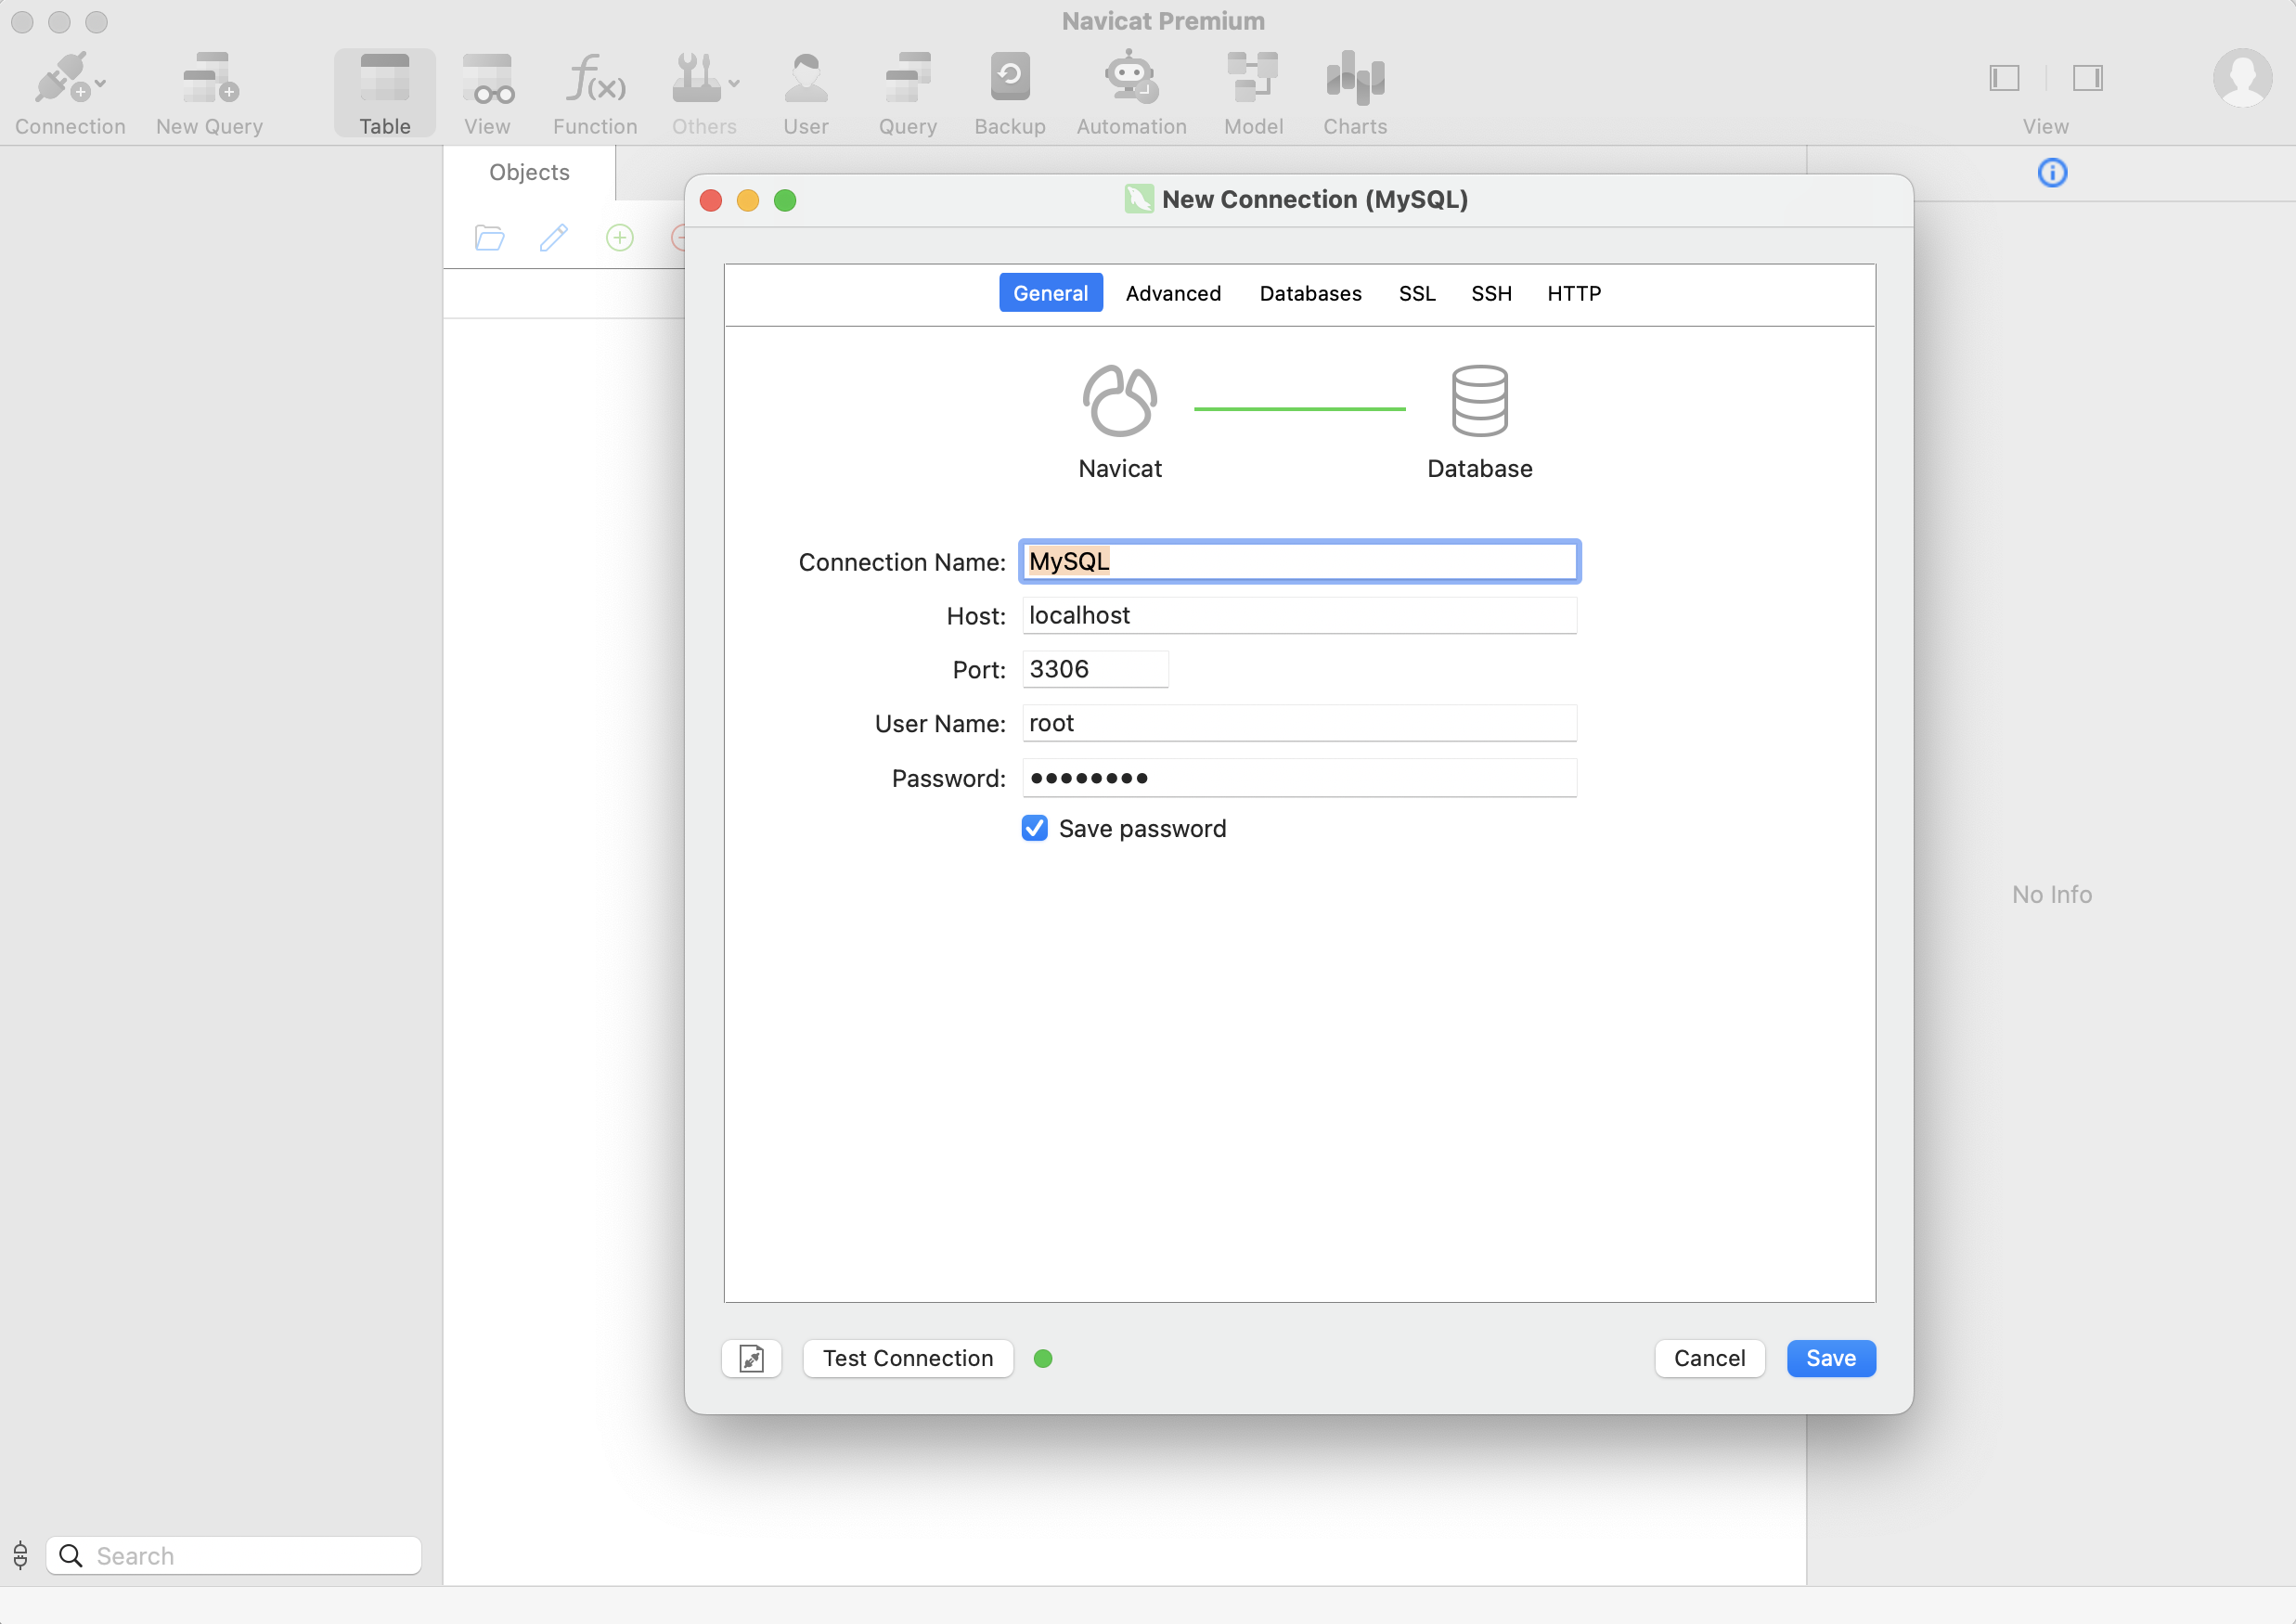 Navicat Premium
Connection
New Query
Table
View
Function
Others
User
Query
Backup
Automation
Model
Charts
View
Objects
New Connection (MySQL)
General
Advanced
Databases
SSL
SSH
HTTP
Navicat
Database
Connection Name: MySQL
Host: localhost
Port: 3306
User Name: root
Password: ••••••••
Save password
No Info
Test Connection
Cancel
Save
Search